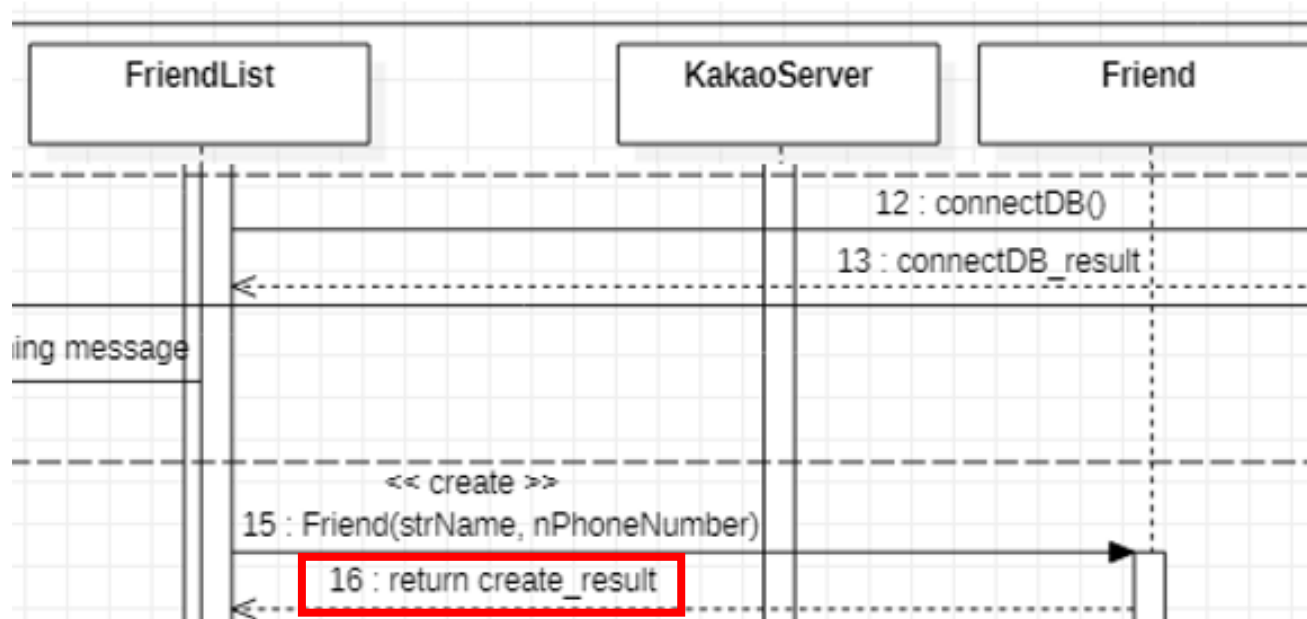 FriendList
KakaoServer
Friend
12 : connectDB()
13 : connectDB_result
ing message
<< create >>
15 : Friend(strName, nPhoneNumber)
16 : return create_result